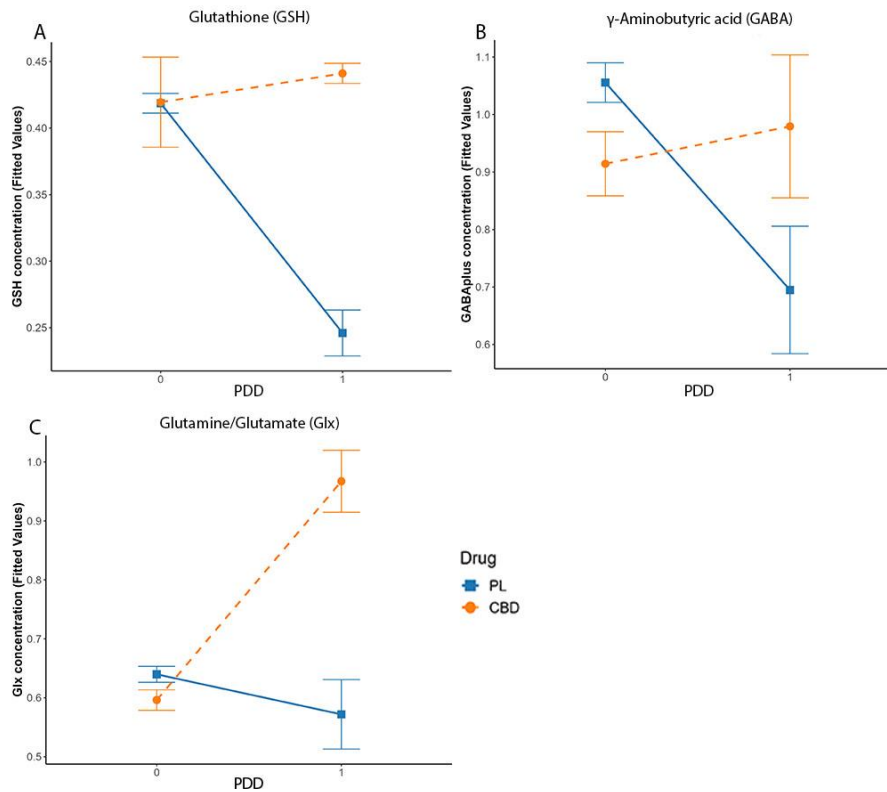 A
Glutathione (GSH)
GSH concentration (Fitted Values)
0.45
0.40
0.35
0.30
0.25
0
1
PDD
B
γ-Aminobutyric acid (GABA)
GABAplus concentration (Fitted Values)
1.1
1.0
0.9
0.8
0.7
0.6
0
1
PDD
C
Glutamine/Glutamate (Glx)
Glx concentration (Fitted Values)
1.0
0.9
0.8
0.7
0.6
0.5
0
1
PDD
Drug
PL
CBD